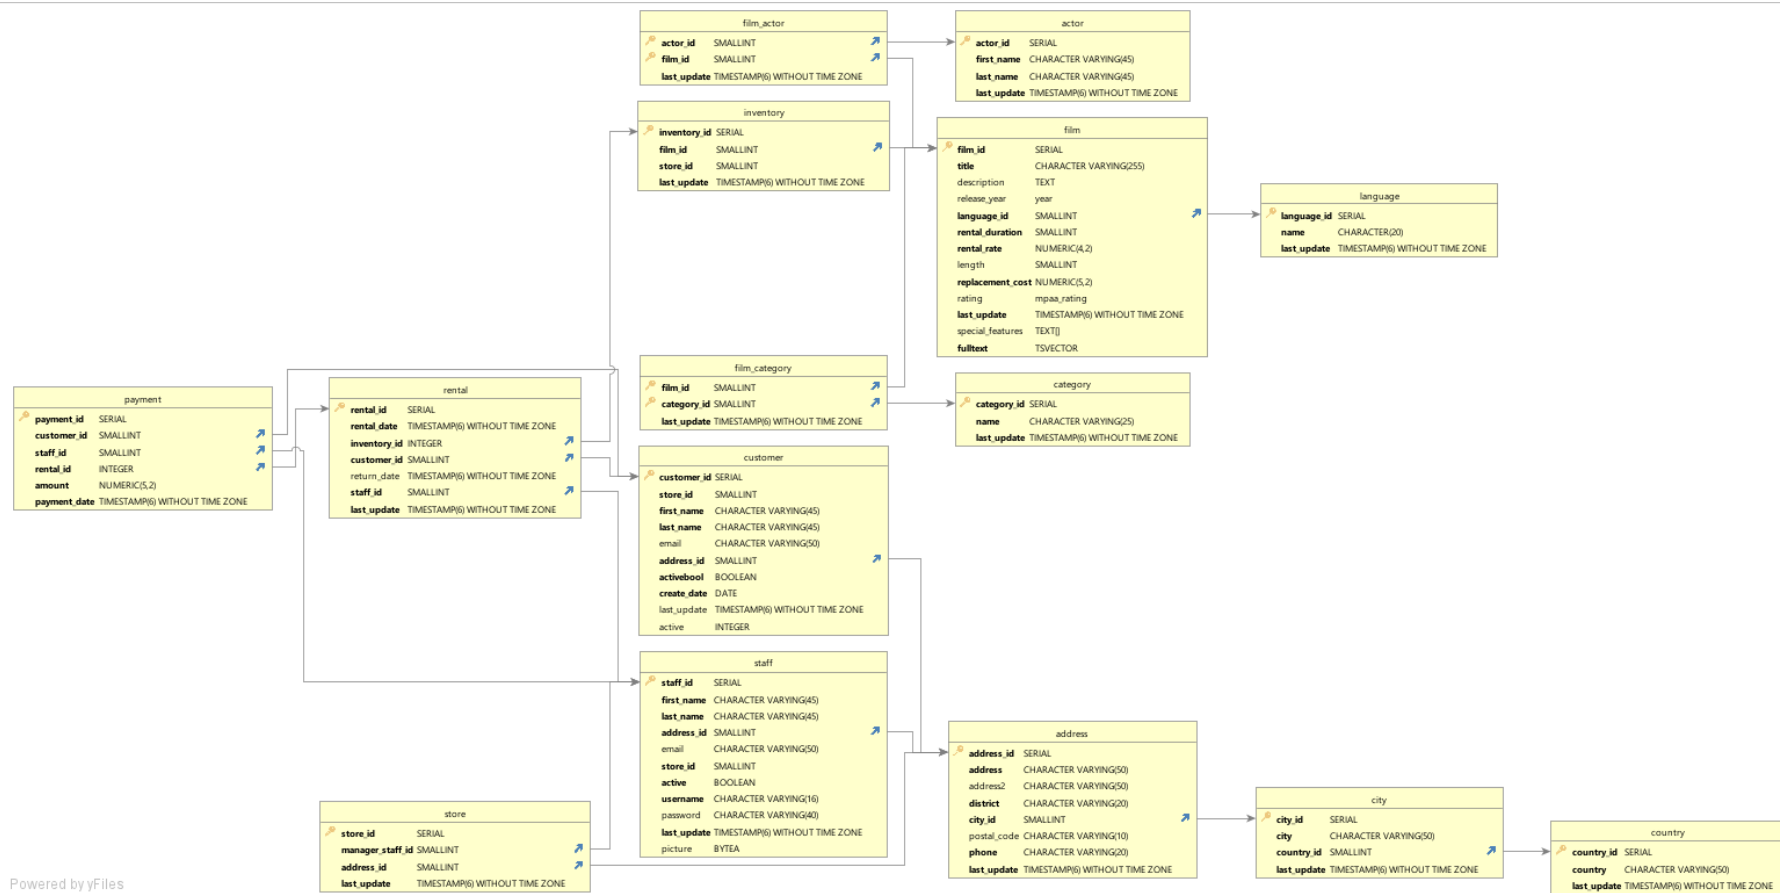 film_actor
actor_id SMALLINT
film_id SMALLINT
last_update TIMESTAMP(6) WITHOUT TIME ZONE
actor
actor_id SERIAL
first_name CHARACTER VARYING(45)
last_name CHARACTER VARYING(45)
last_update TIMESTAMP(6) WITHOUT TIME ZONE
inventory
inventory_id SERIAL
film_id SMALLINT
store_id SMALLINT
last_update TIMESTAMP(6) WITHOUT TIME ZONE
film
film_id SERIAL
title CHARACTER VARYING(255)
description TEXT
release_year year
language_id SMALLINT
rental_duration SMALLINT
rental_rate NUMERIC(4,2)
length SMALLINT
replacement_cost NUMERIC(5,2)
rating mpaa_rating
last_update TIMESTAMP(6) WITHOUT TIME ZONE
special_features TEXT[]
fulltext TSVECTOR
language
language_id SERIAL
name CHARACTER(20)
last_update TIMESTAMP(6) WITHOUT TIME ZONE
film_category
film_id SMALLINT
category_id SMALLINT
last_update TIMESTAMP(6) WITHOUT TIME ZONE
category
category_id SERIAL
name CHARACTER VARYING(25)
last_update TIMESTAMP(6) WITHOUT TIME ZONE
payment
payment_id SERIAL
customer_id SMALLINT
staff_id SMALLINT
rental_id INTEGER
amount NUMERIC(5,2)
payment_date TIMESTAMP(6) WITHOUT TIME ZONE
rental
rental_id SERIAL
rental_date TIMESTAMP(6) WITHOUT TIME ZONE
inventory_id INTEGER
customer_id SMALLINT
return_date TIMESTAMP(6) WITHOUT TIME ZONE
staff_id SMALLINT
last_update TIMESTAMP(6) WITHOUT TIME ZONE
customer
customer_id SERIAL
store_id SMALLINT
first_name CHARACTER VARYING(45)
last_name CHARACTER VARYING(45)
email CHARACTER VARYING(50)
address_id SMALLINT
activebool BOOLEAN
create_date DATE
last_update TIMESTAMP(6) WITHOUT TIME ZONE
active INTEGER
staff
staff_id SERIAL
first_name CHARACTER VARYING(45)
last_name CHARACTER VARYING(45)
address_id SMALLINT
email CHARACTER VARYING(50)
store_id SMALLINT
active BOOLEAN
username CHARACTER VARYING(16)
password CHARACTER VARYING(40)
last_update TIMESTAMP(6) WITHOUT TIME ZONE
picture BYTEA
address
address_id SERIAL
address CHARACTER VARYING(50)
address2 CHARACTER VARYING(50)
district CHARACTER VARYING(20)
city_id SMALLINT
postal_code CHARACTER VARYING(10)
phone CHARACTER VARYING(20)
last_update TIMESTAMP(6) WITHOUT TIME ZONE
store
store_id SERIAL
manager_staff_id SMALLINT
address_id SMALLINT
last_update TIMESTAMP(6) WITHOUT TIME ZONE
city
city_id SERIAL
city CHARACTER VARYING(50)
country_id SMALLINT
last_update TIMESTAMP(6) WITHOUT TIME ZONE
country
country_id SERIAL
country CHARACTER VARYING(50)
last_update TIMESTAMP(6) WITHOUT TIME ZONE
Powered by yFiles